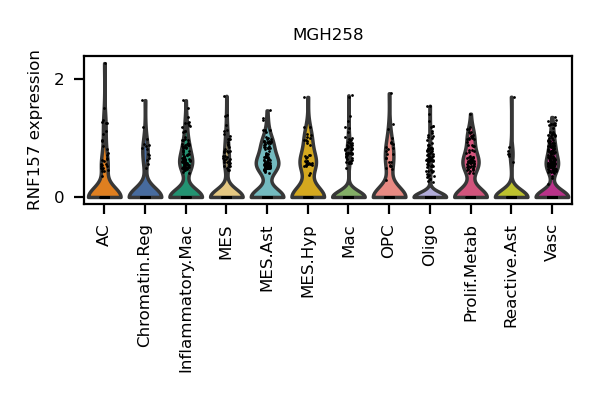 MGH258
RNF157 expression
2
0
AC
Chromatin.Reg
Inflammatory.Mac
MES
MES.Ast
MES.Hyp
Mac
OPC
Oligo
Prolif.Metab
Reactive.Ast
Vasc